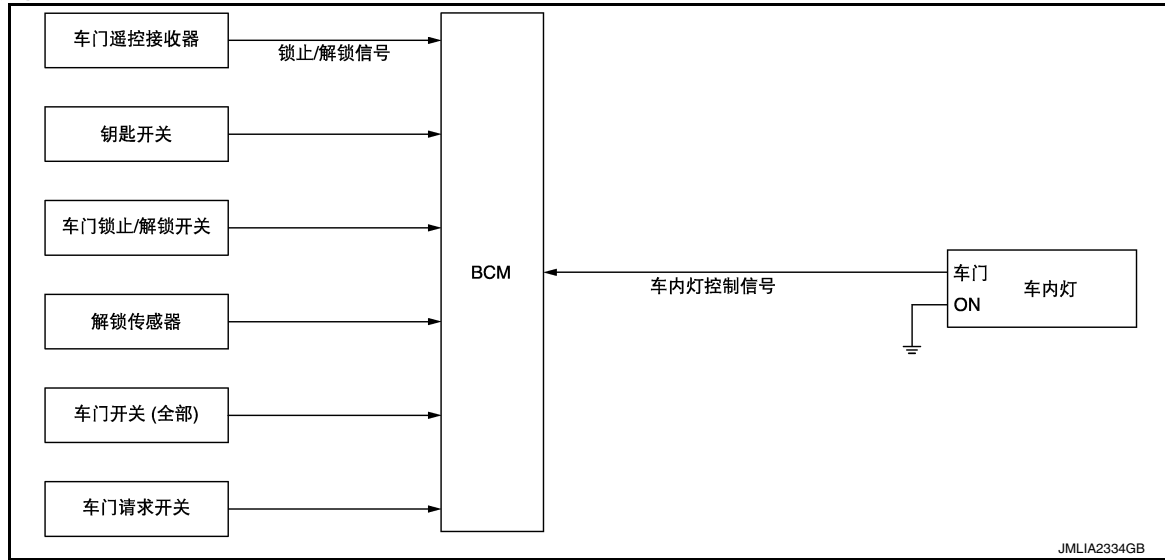 车门遥控接收器
锁止/解锁信号
钥匙开关
车门锁止/解锁开关
解锁传感器
车门开关 (全部)
车门请求开关
BCM
车内灯控制信号
车门
ON
车内灯
JMLIA2334GB